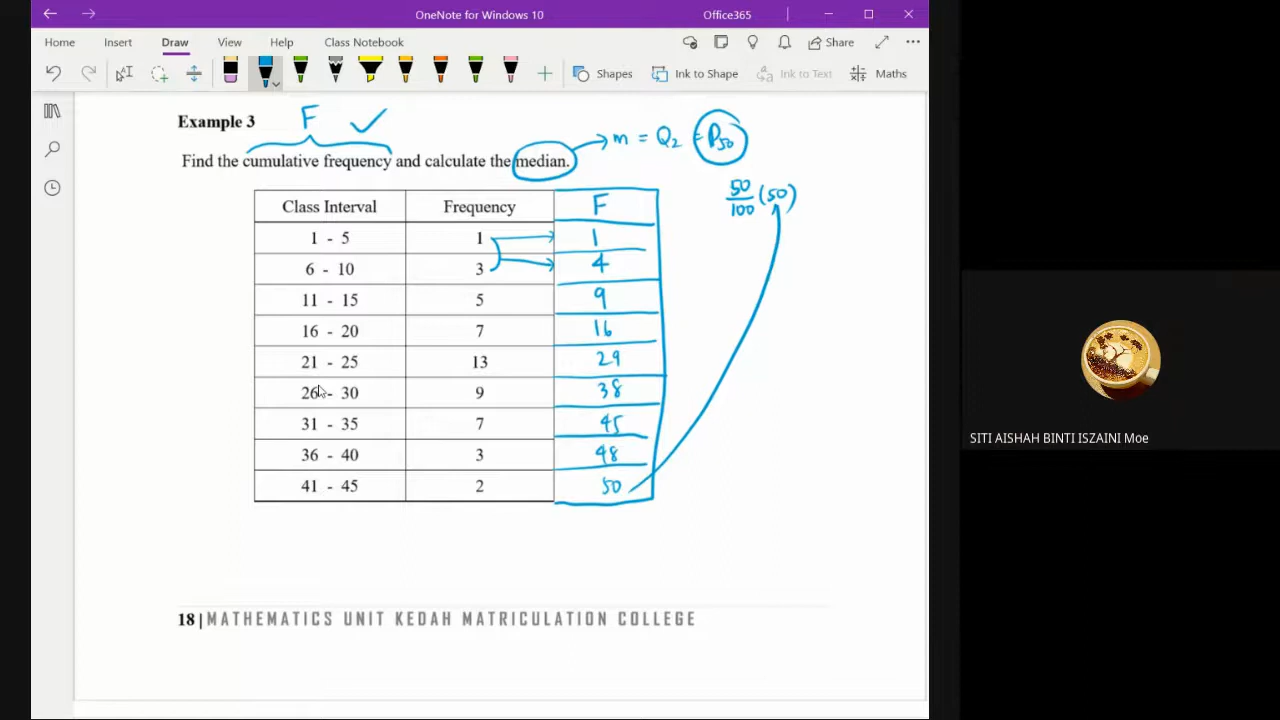 OneNote for Windows 10
Office365
Home Insert Draw View Help Class Notebook
Share
Shapes Ink to Shape Ink to Text Maths
Example 3 F ✓
m = Q2 = P50
Find the cumulative frequency and calculate the median.
50/100 (50)
Class Interval Frequency F
1 - 5 1 1
6 - 10 3 4
11 - 15 5 9
16 - 20 7 16
21 - 25 13 29
26 - 30 9 38
31 - 35 7 45
36 - 40 3 48
41 - 45 2 50
18| MATHEMATICS UNIT KEDAH MATRICULATION COLLEGE
SITI AISHAH BINTI ISZAINI Moe